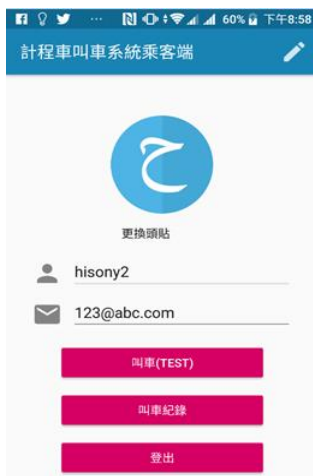 60% 下午8:58
計程車叫車系統乘客端
ح
更換頭貼
hisony2
123@abc.com
叫車(TEST)
叫車紀錄
登出